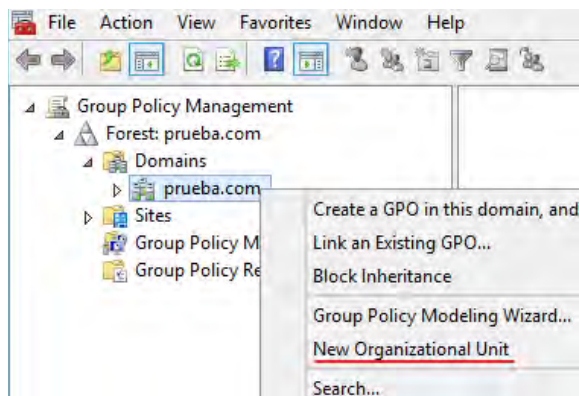 File Action View Favorites Window Help
Group Policy Management
Forest: prueba.com
Domains
prueba.com
Create a GPO in this domain, and
Sites
Link an Existing GPO...
Group Policy M
Block Inheritance
Group Policy Re
Group Policy Modeling Wizard...
New Organizational Unit
Search...